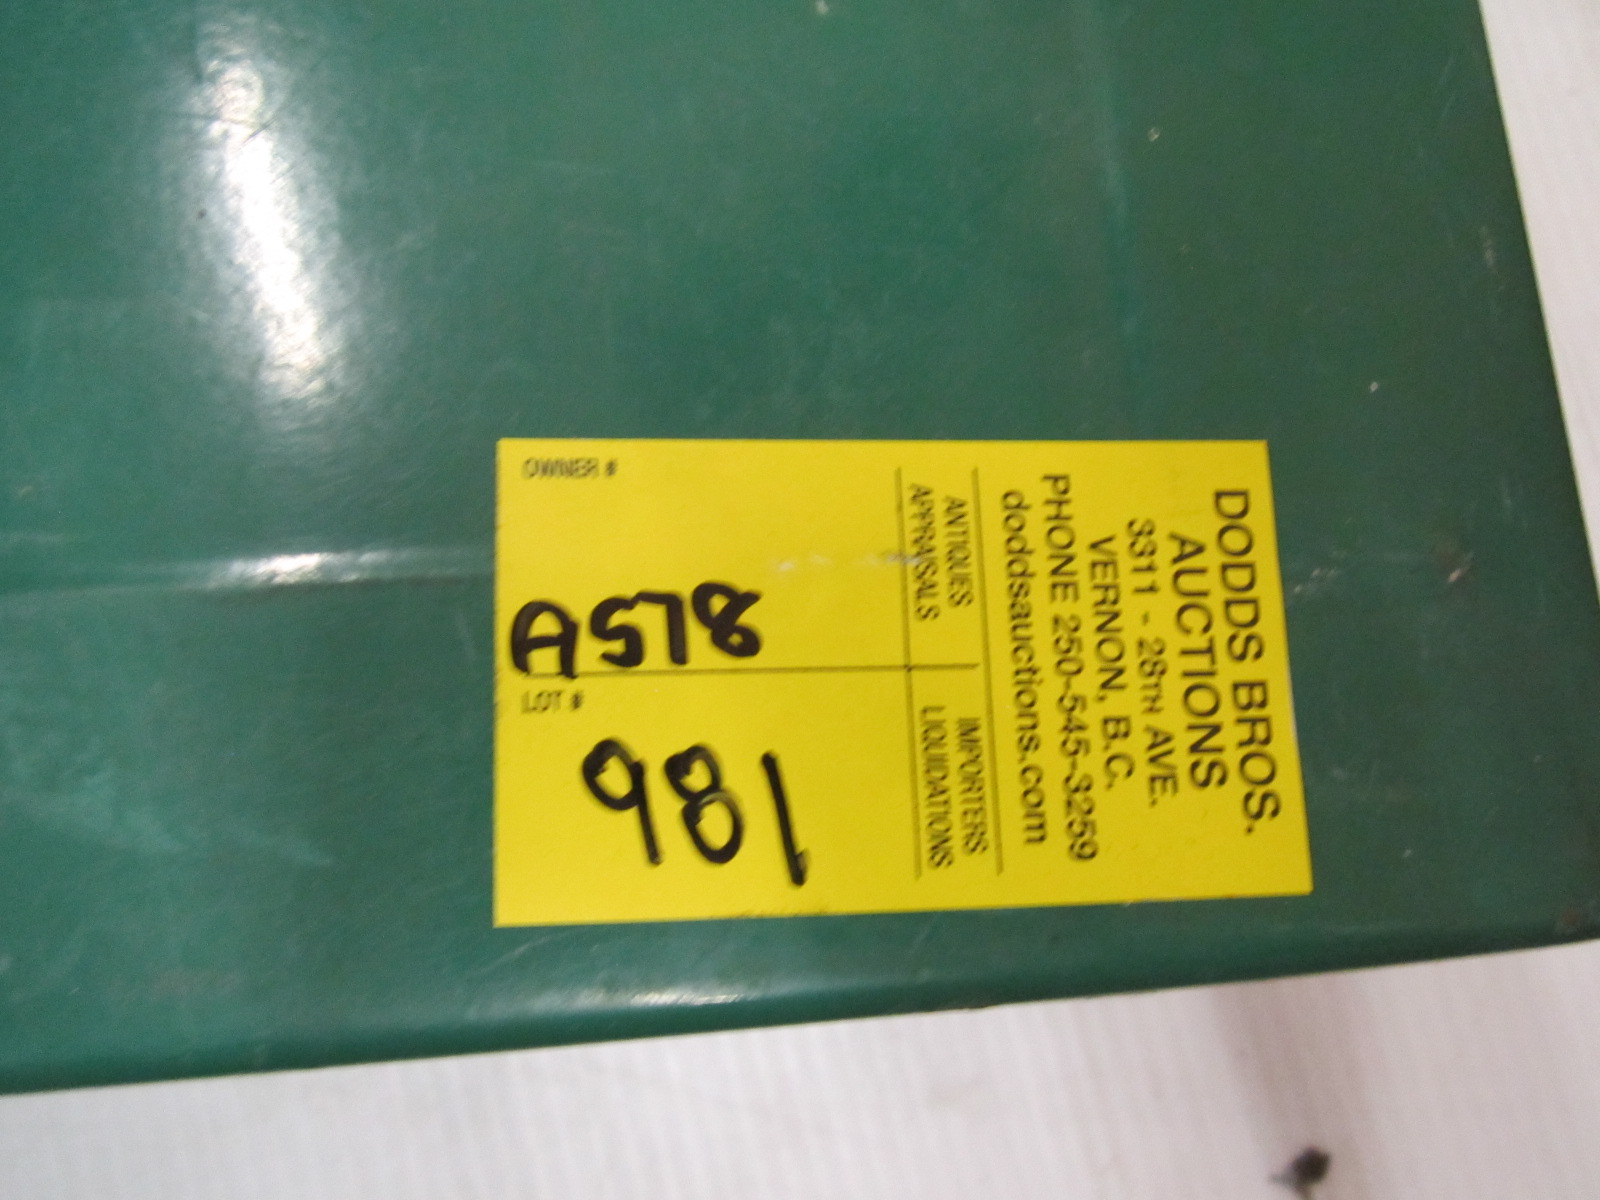 DODDS BROS.
AUCTIONS
3311 - 28TH AVE.
VERNON, B.C.
PHONE 250-545-3259
doddsauctions.com
ANTIQUES
APPRASALS
IMPORTERS
LIQUIDATIONS
OWNER #
A578
LOT #
981